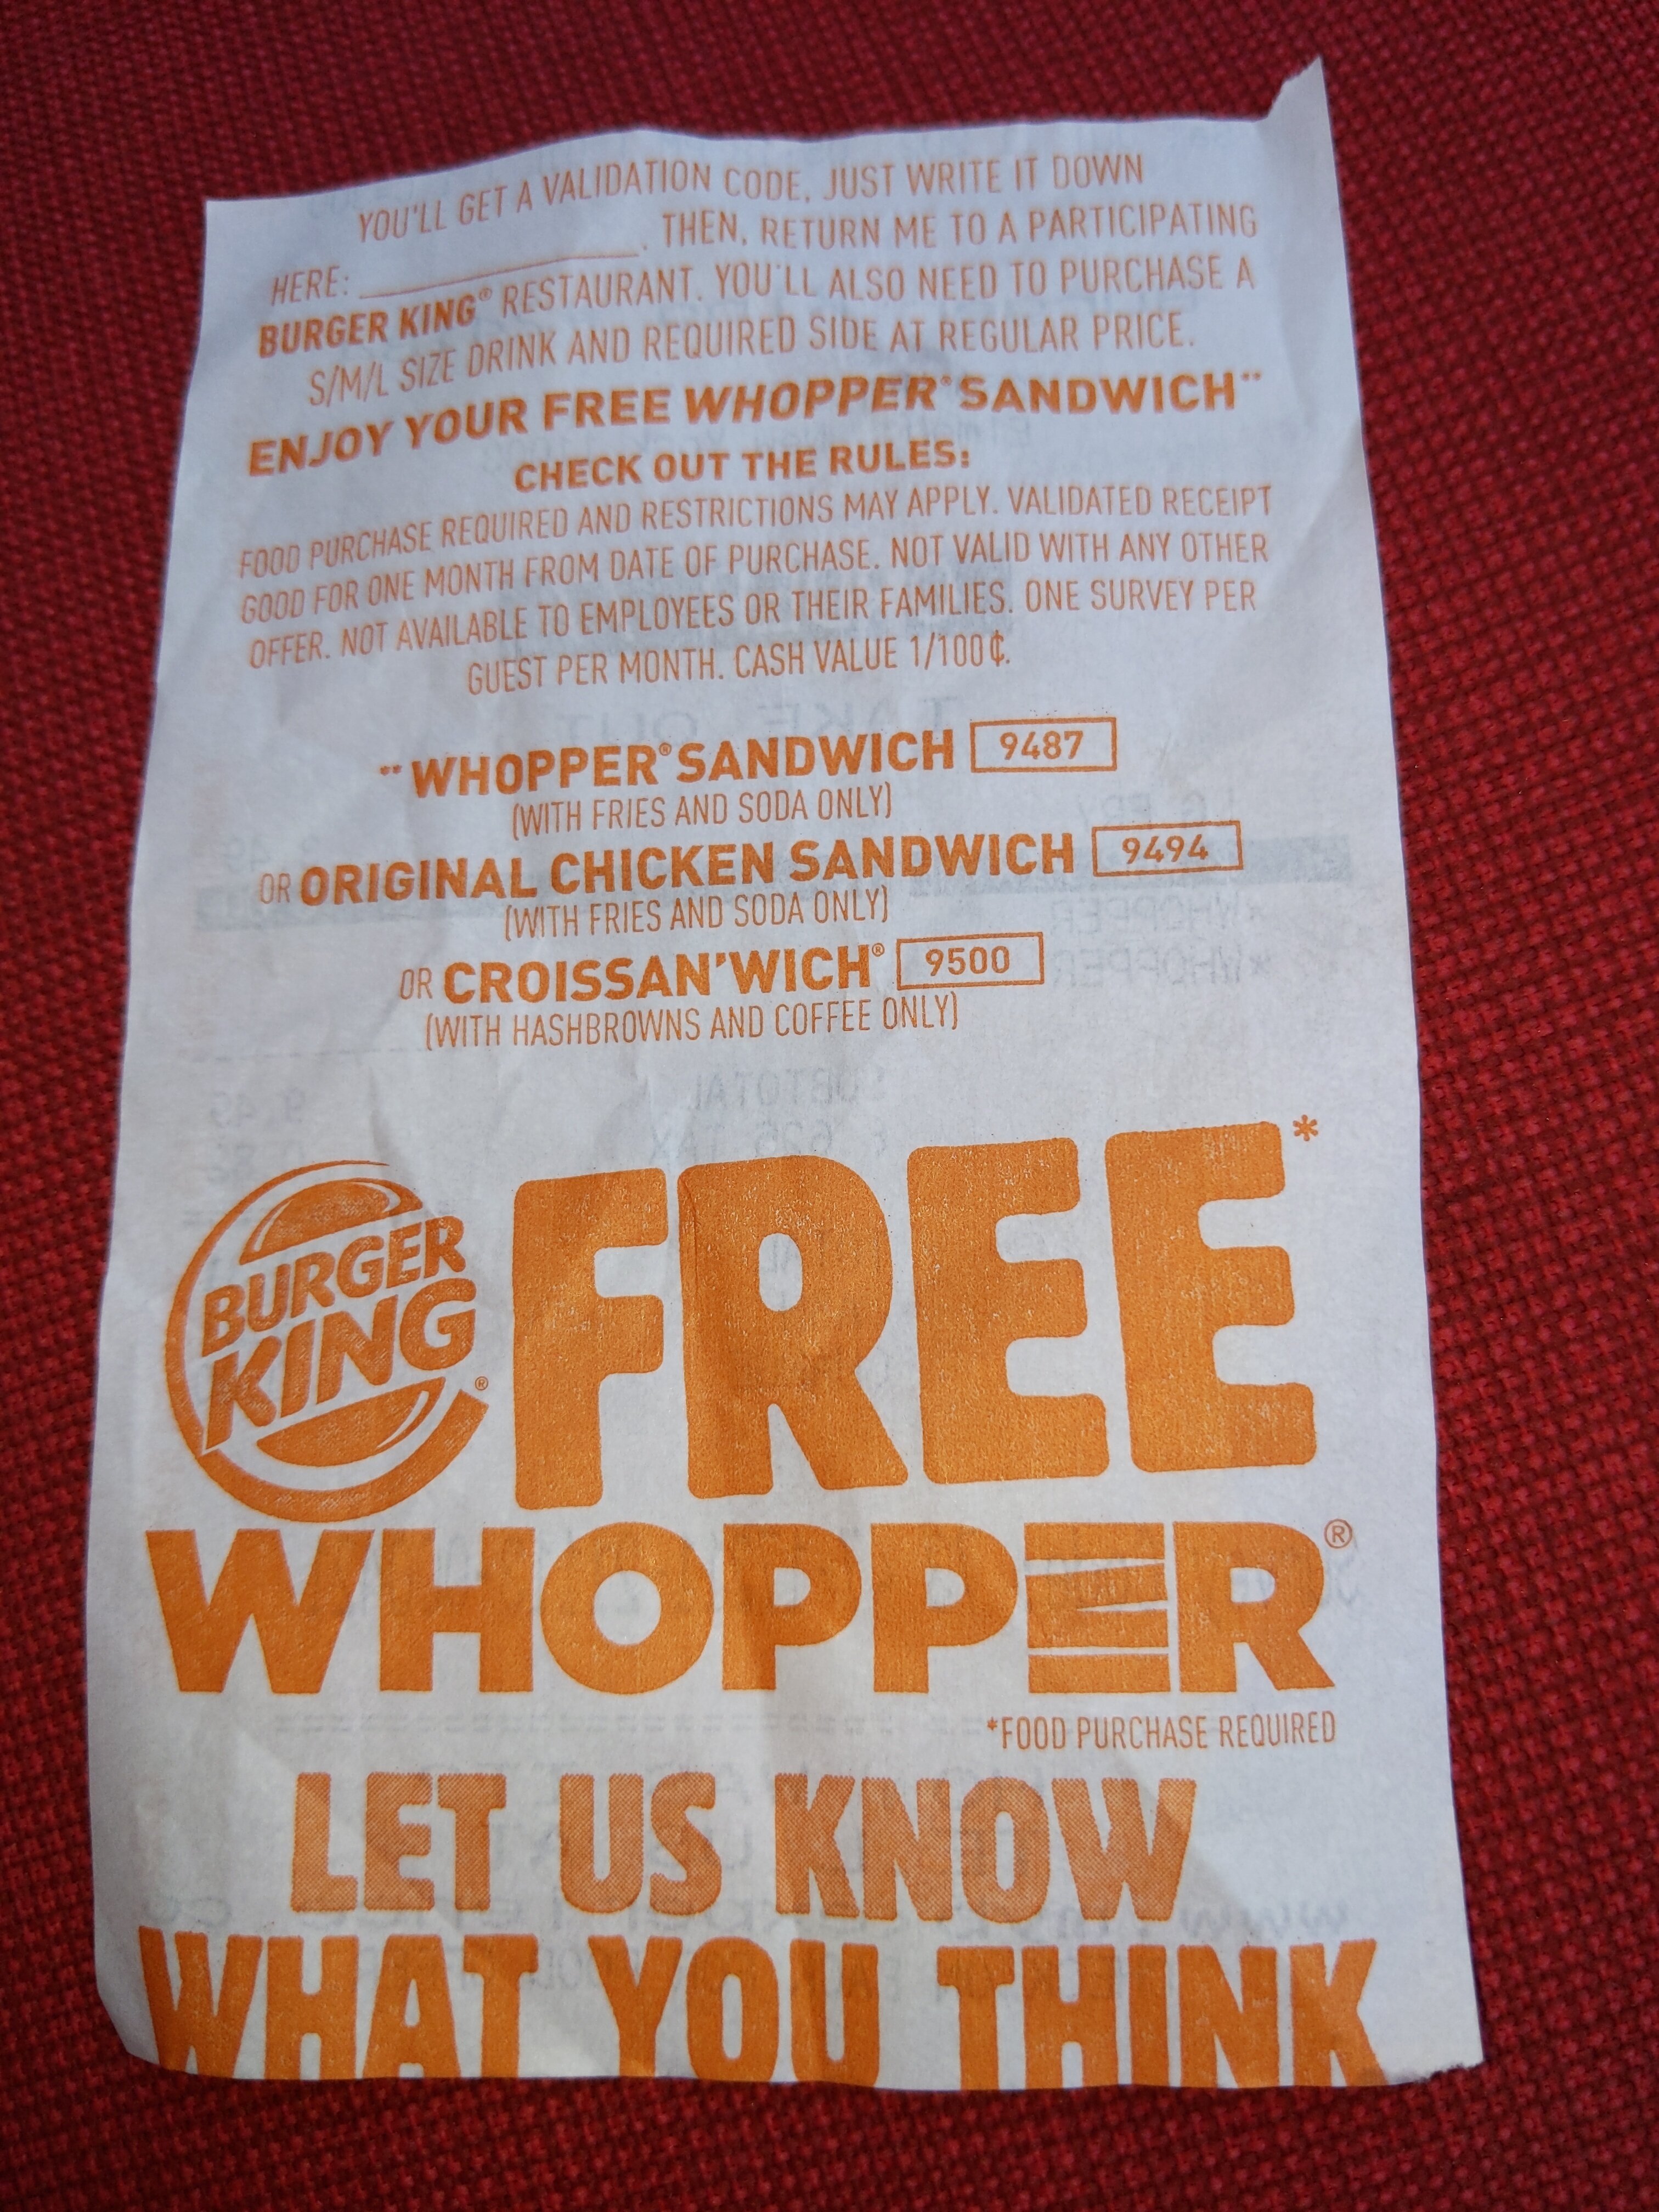 YOU'LL GET A VALIDATION CODE, JUST WRITE IT DOWN
HERE: ____________________. THEN, RETURN ME TO A PARTICIPATING
BURGER KING® RESTAURANT. YOU'LL ALSO NEED TO PURCHASE A
S/M/L SIZE DRINK AND REQUIRED SIDE AT REGULAR PRICE.
ENJOY YOUR FREE WHOPPER® SANDWICH**
CHECK OUT THE RULES:
FOOD PURCHASE REQUIRED AND RESTRICTIONS MAY APPLY. VALIDATED RECEIPT
GOOD FOR ONE MONTH FROM DATE OF PURCHASE. NOT VALID WITH ANY OTHER
OFFER. NOT AVAILABLE TO EMPLOYEES OR THEIR FAMILIES. ONE SURVEY PER
GUEST PER MONTH. CASH VALUE 1/100¢.
**WHOPPER® SANDWICH 9487
(WITH FRIES AND SODA ONLY)
OR ORIGINAL CHICKEN SANDWICH 9494
(WITH FRIES AND SODA ONLY)
OR CROISSAN'WICH® 9500
(WITH HASHBROWNS AND COFFEE ONLY)
BURGER KING® FREE*
WHOPPER®
*FOOD PURCHASE REQUIRED
LET US KNOW
WHAT YOU THINK